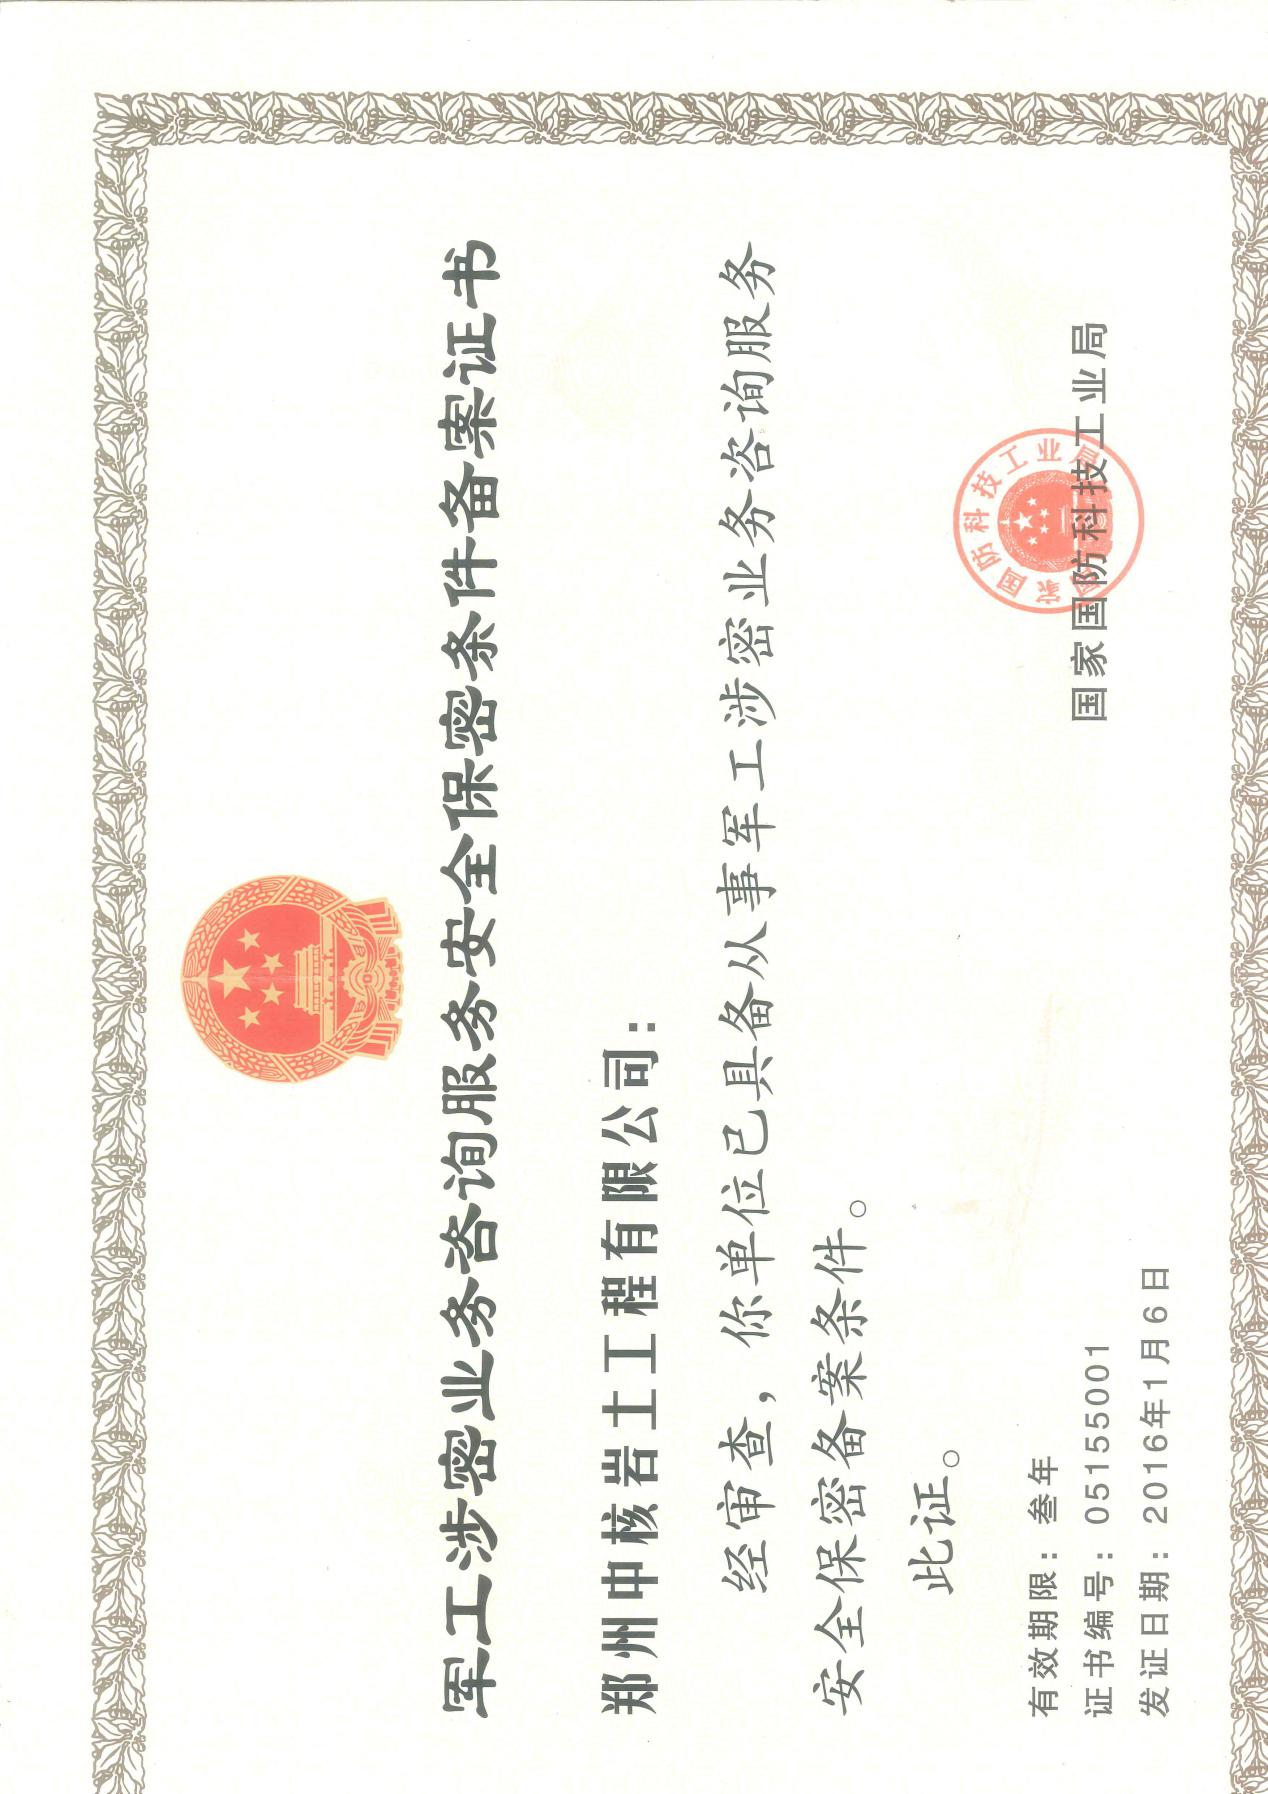 军工涉密业务咨询服务安全保密条件备案证书
郑州中核岩土工程有限公司：
经审查，你单位已具备从事军工涉密业务咨询服务
安全保密备案条件。
此证。
国家国防科技工业局
国家国防科技工业局
有效期限：叁年
证书编号：05155001
发证日期：2016年1月6日